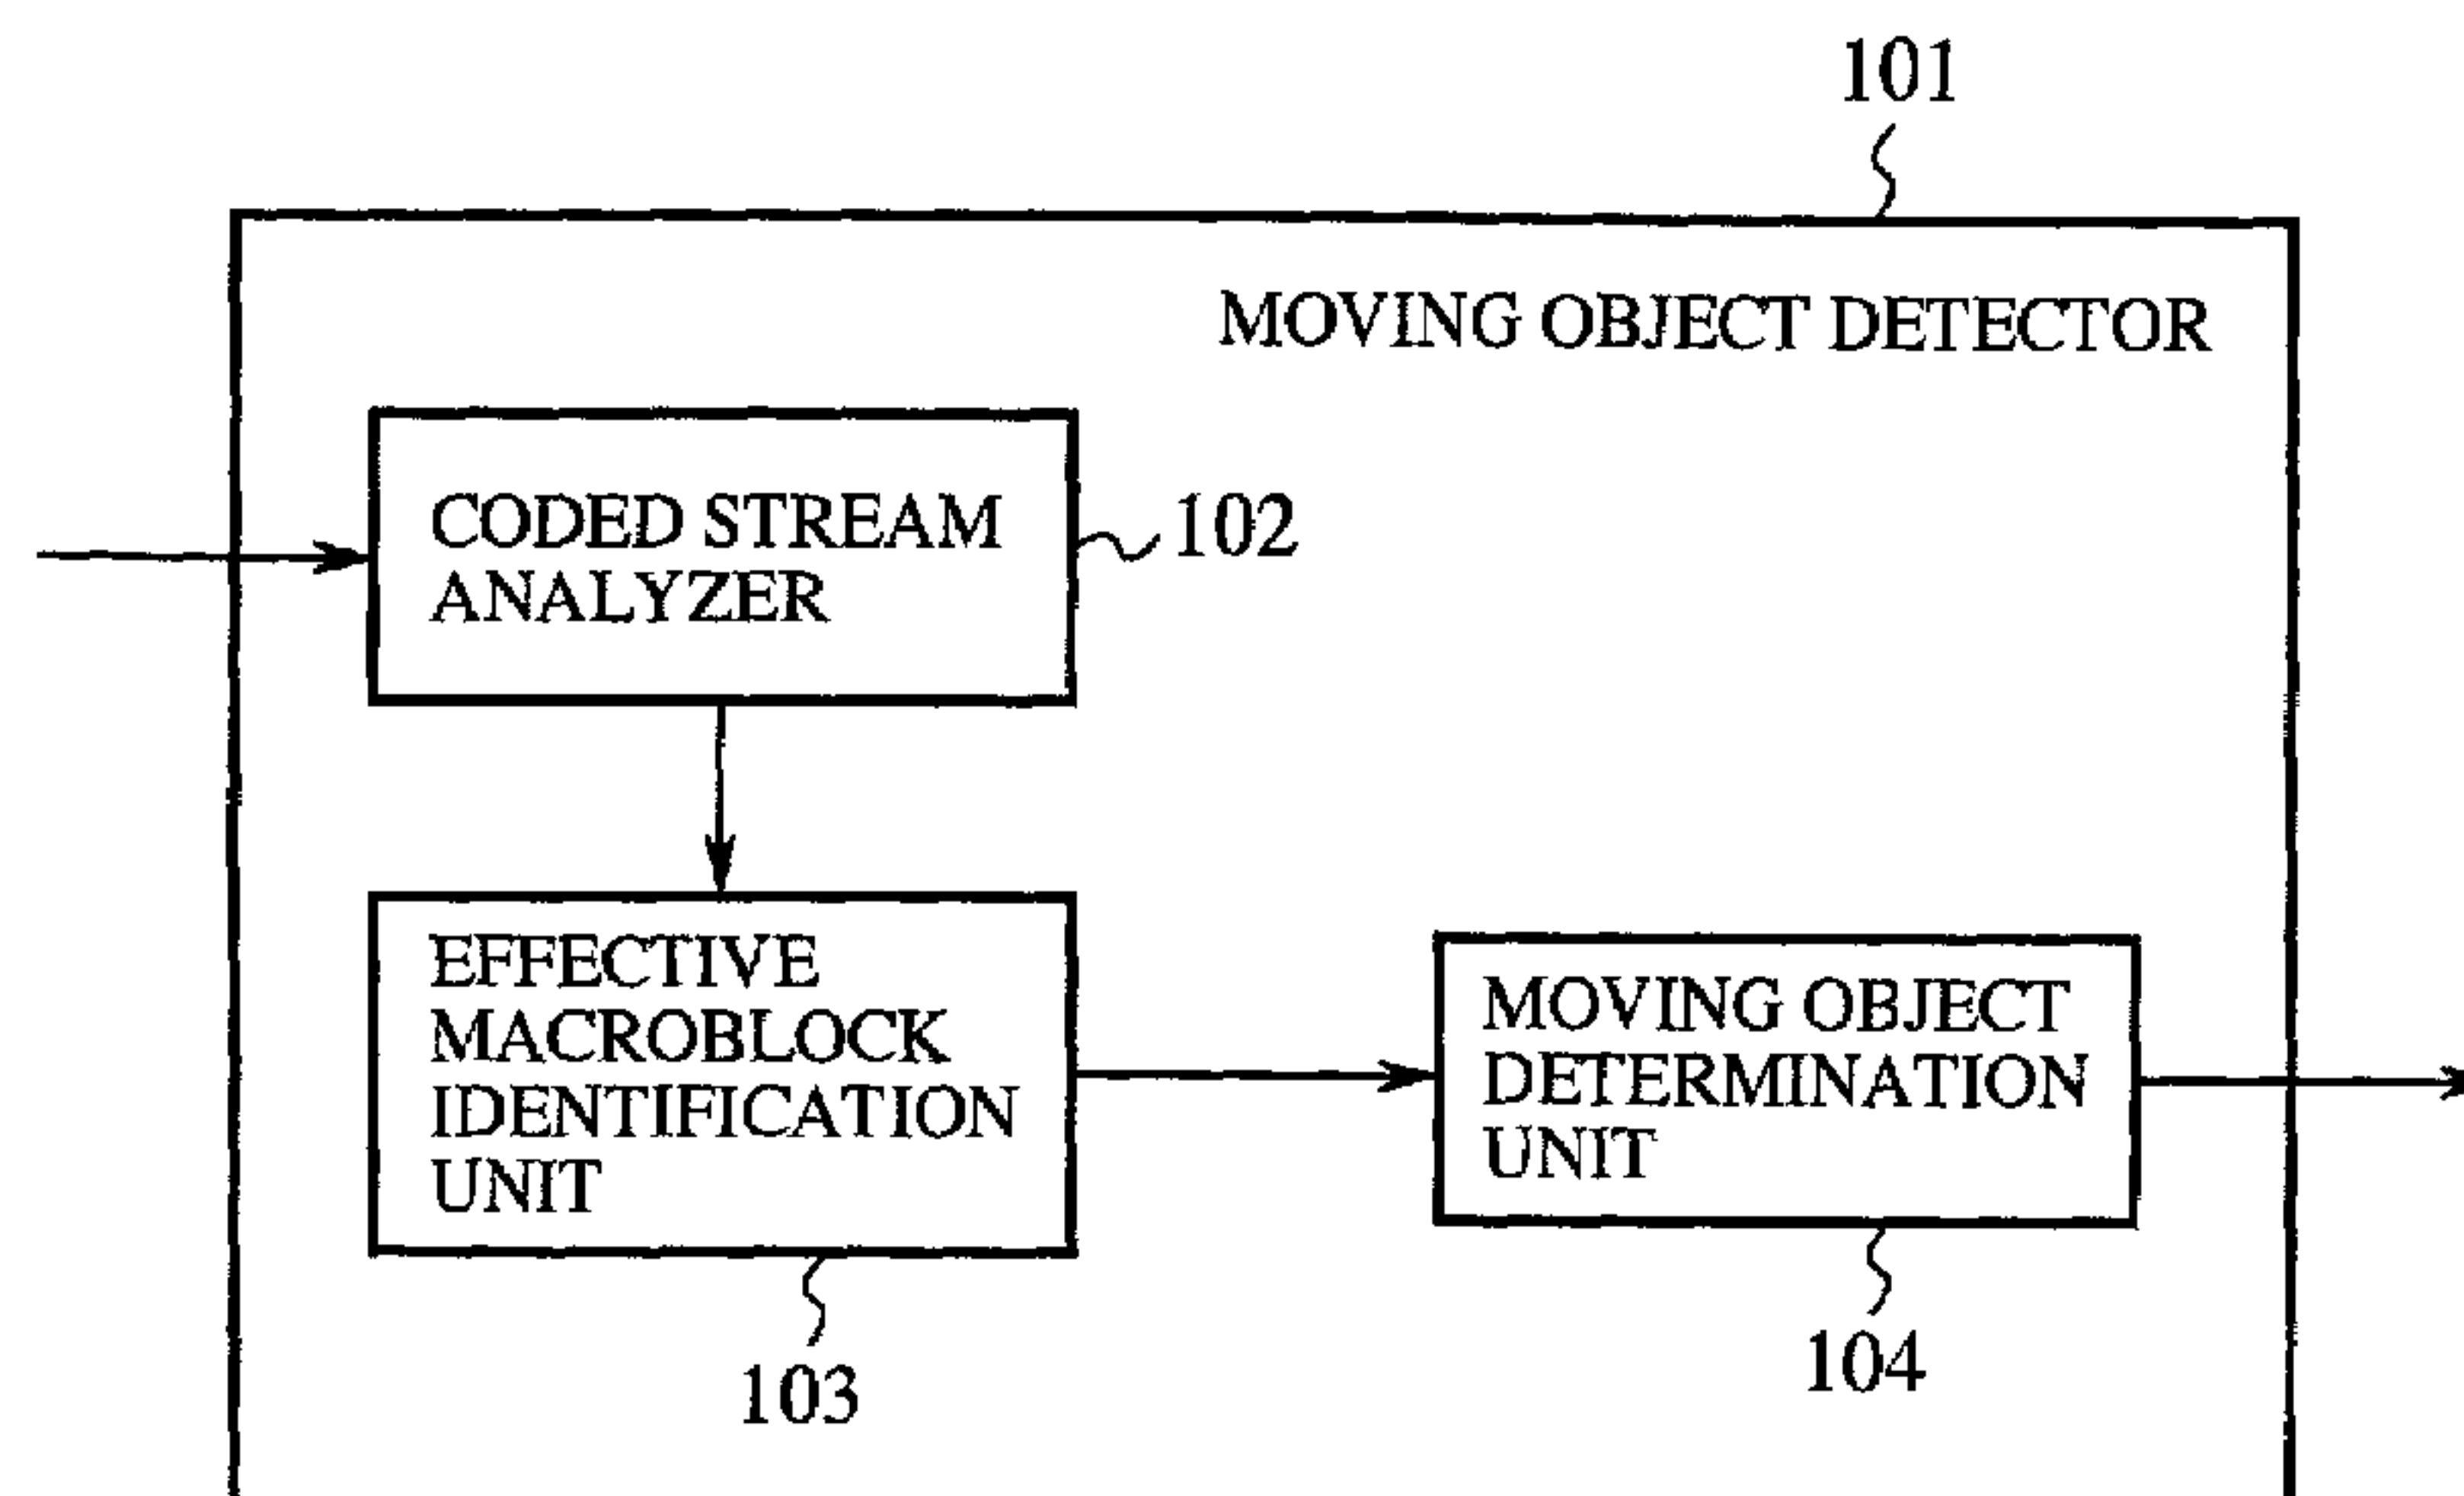 101
MOVING OBJECT DETECTOR
CODED STREAM
ANALYZER
102
EFFECTIVE
MACROBLOCK
IDENTIFICATION
UNIT
103
MOVING OBJECT
DETERMINATION
UNIT
104